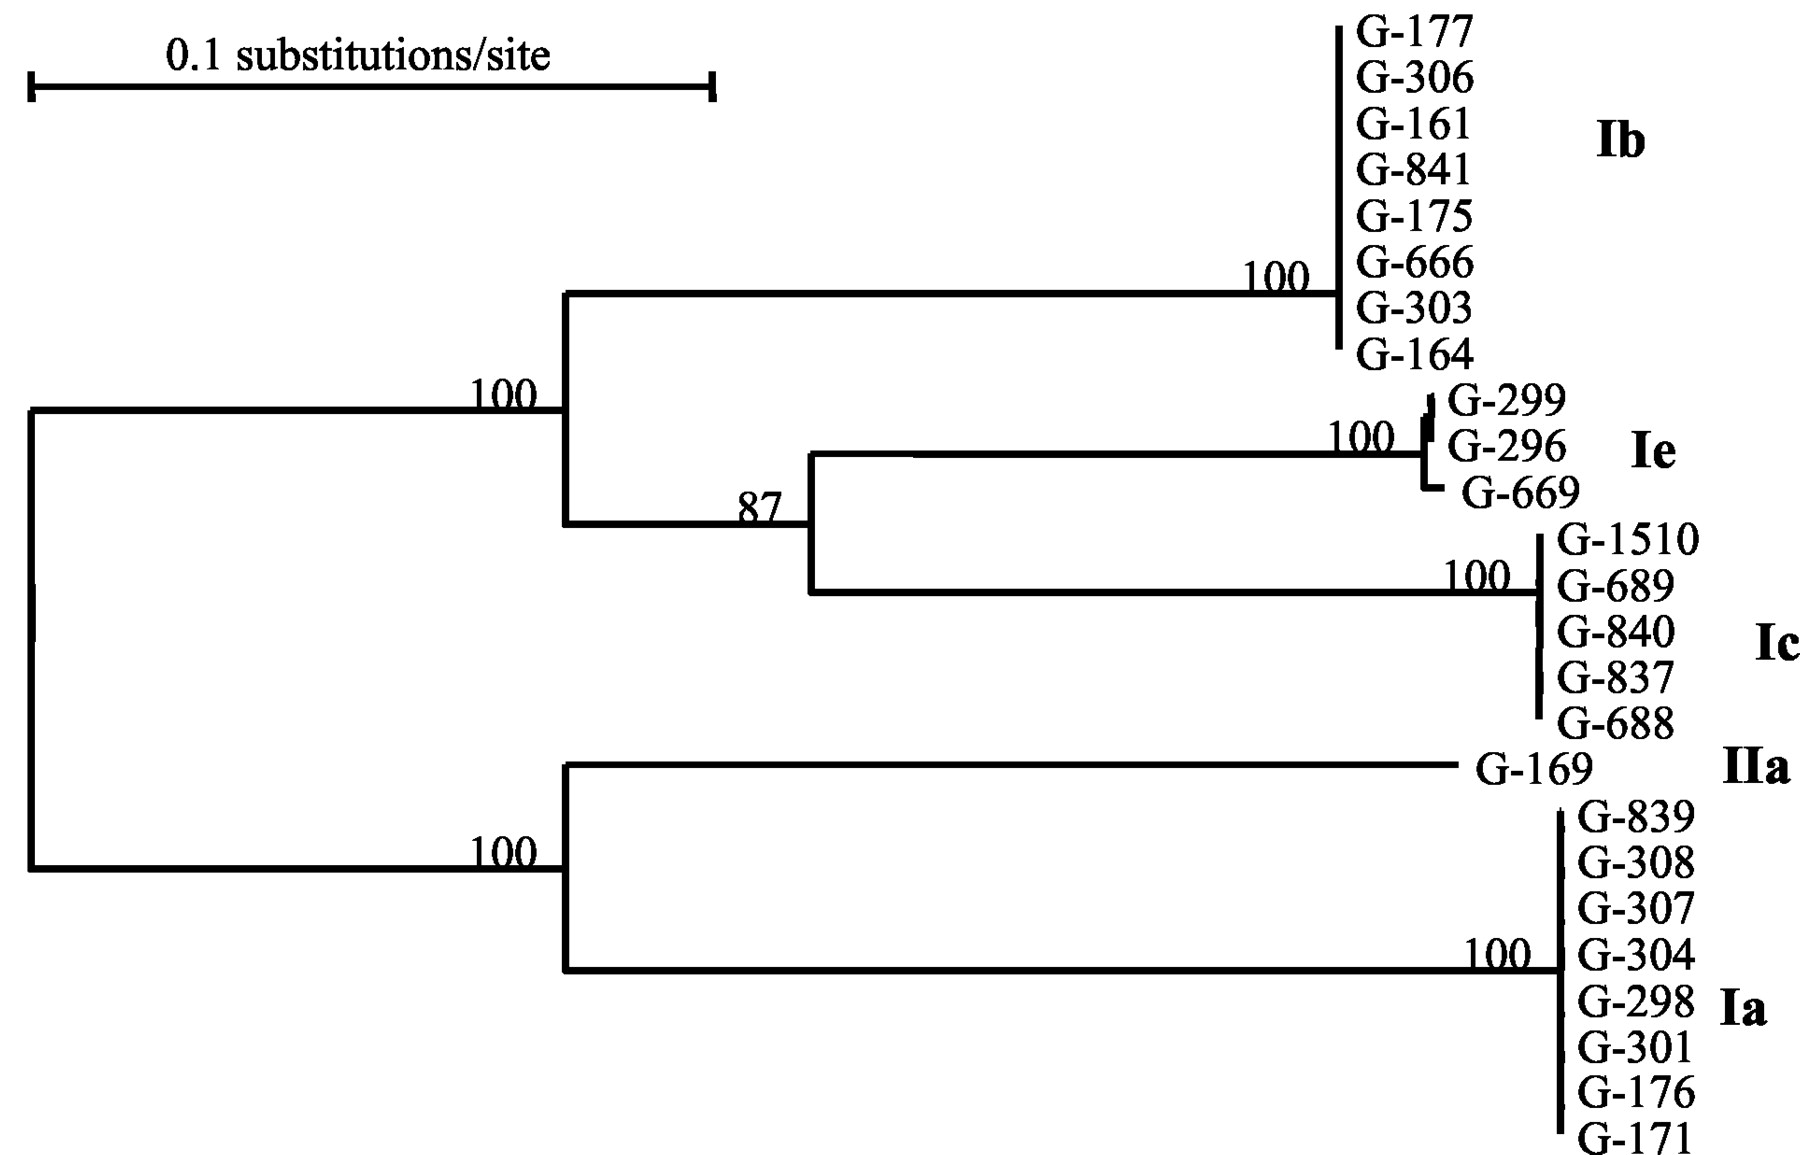 0.1 substitutions/site
G-177
G-306
G-161
Ib
G-841
G-175
G-666
100
G-303
G-164
100
G-299
100
G-296
Ie
G-669
87
G-1510
100
G-689
G-840
Ic
G-837
G-688
G-169
IIa
G-839
100
G-308
G-307
100
G-304
G-298
Ia
G-301
G-176
G-171